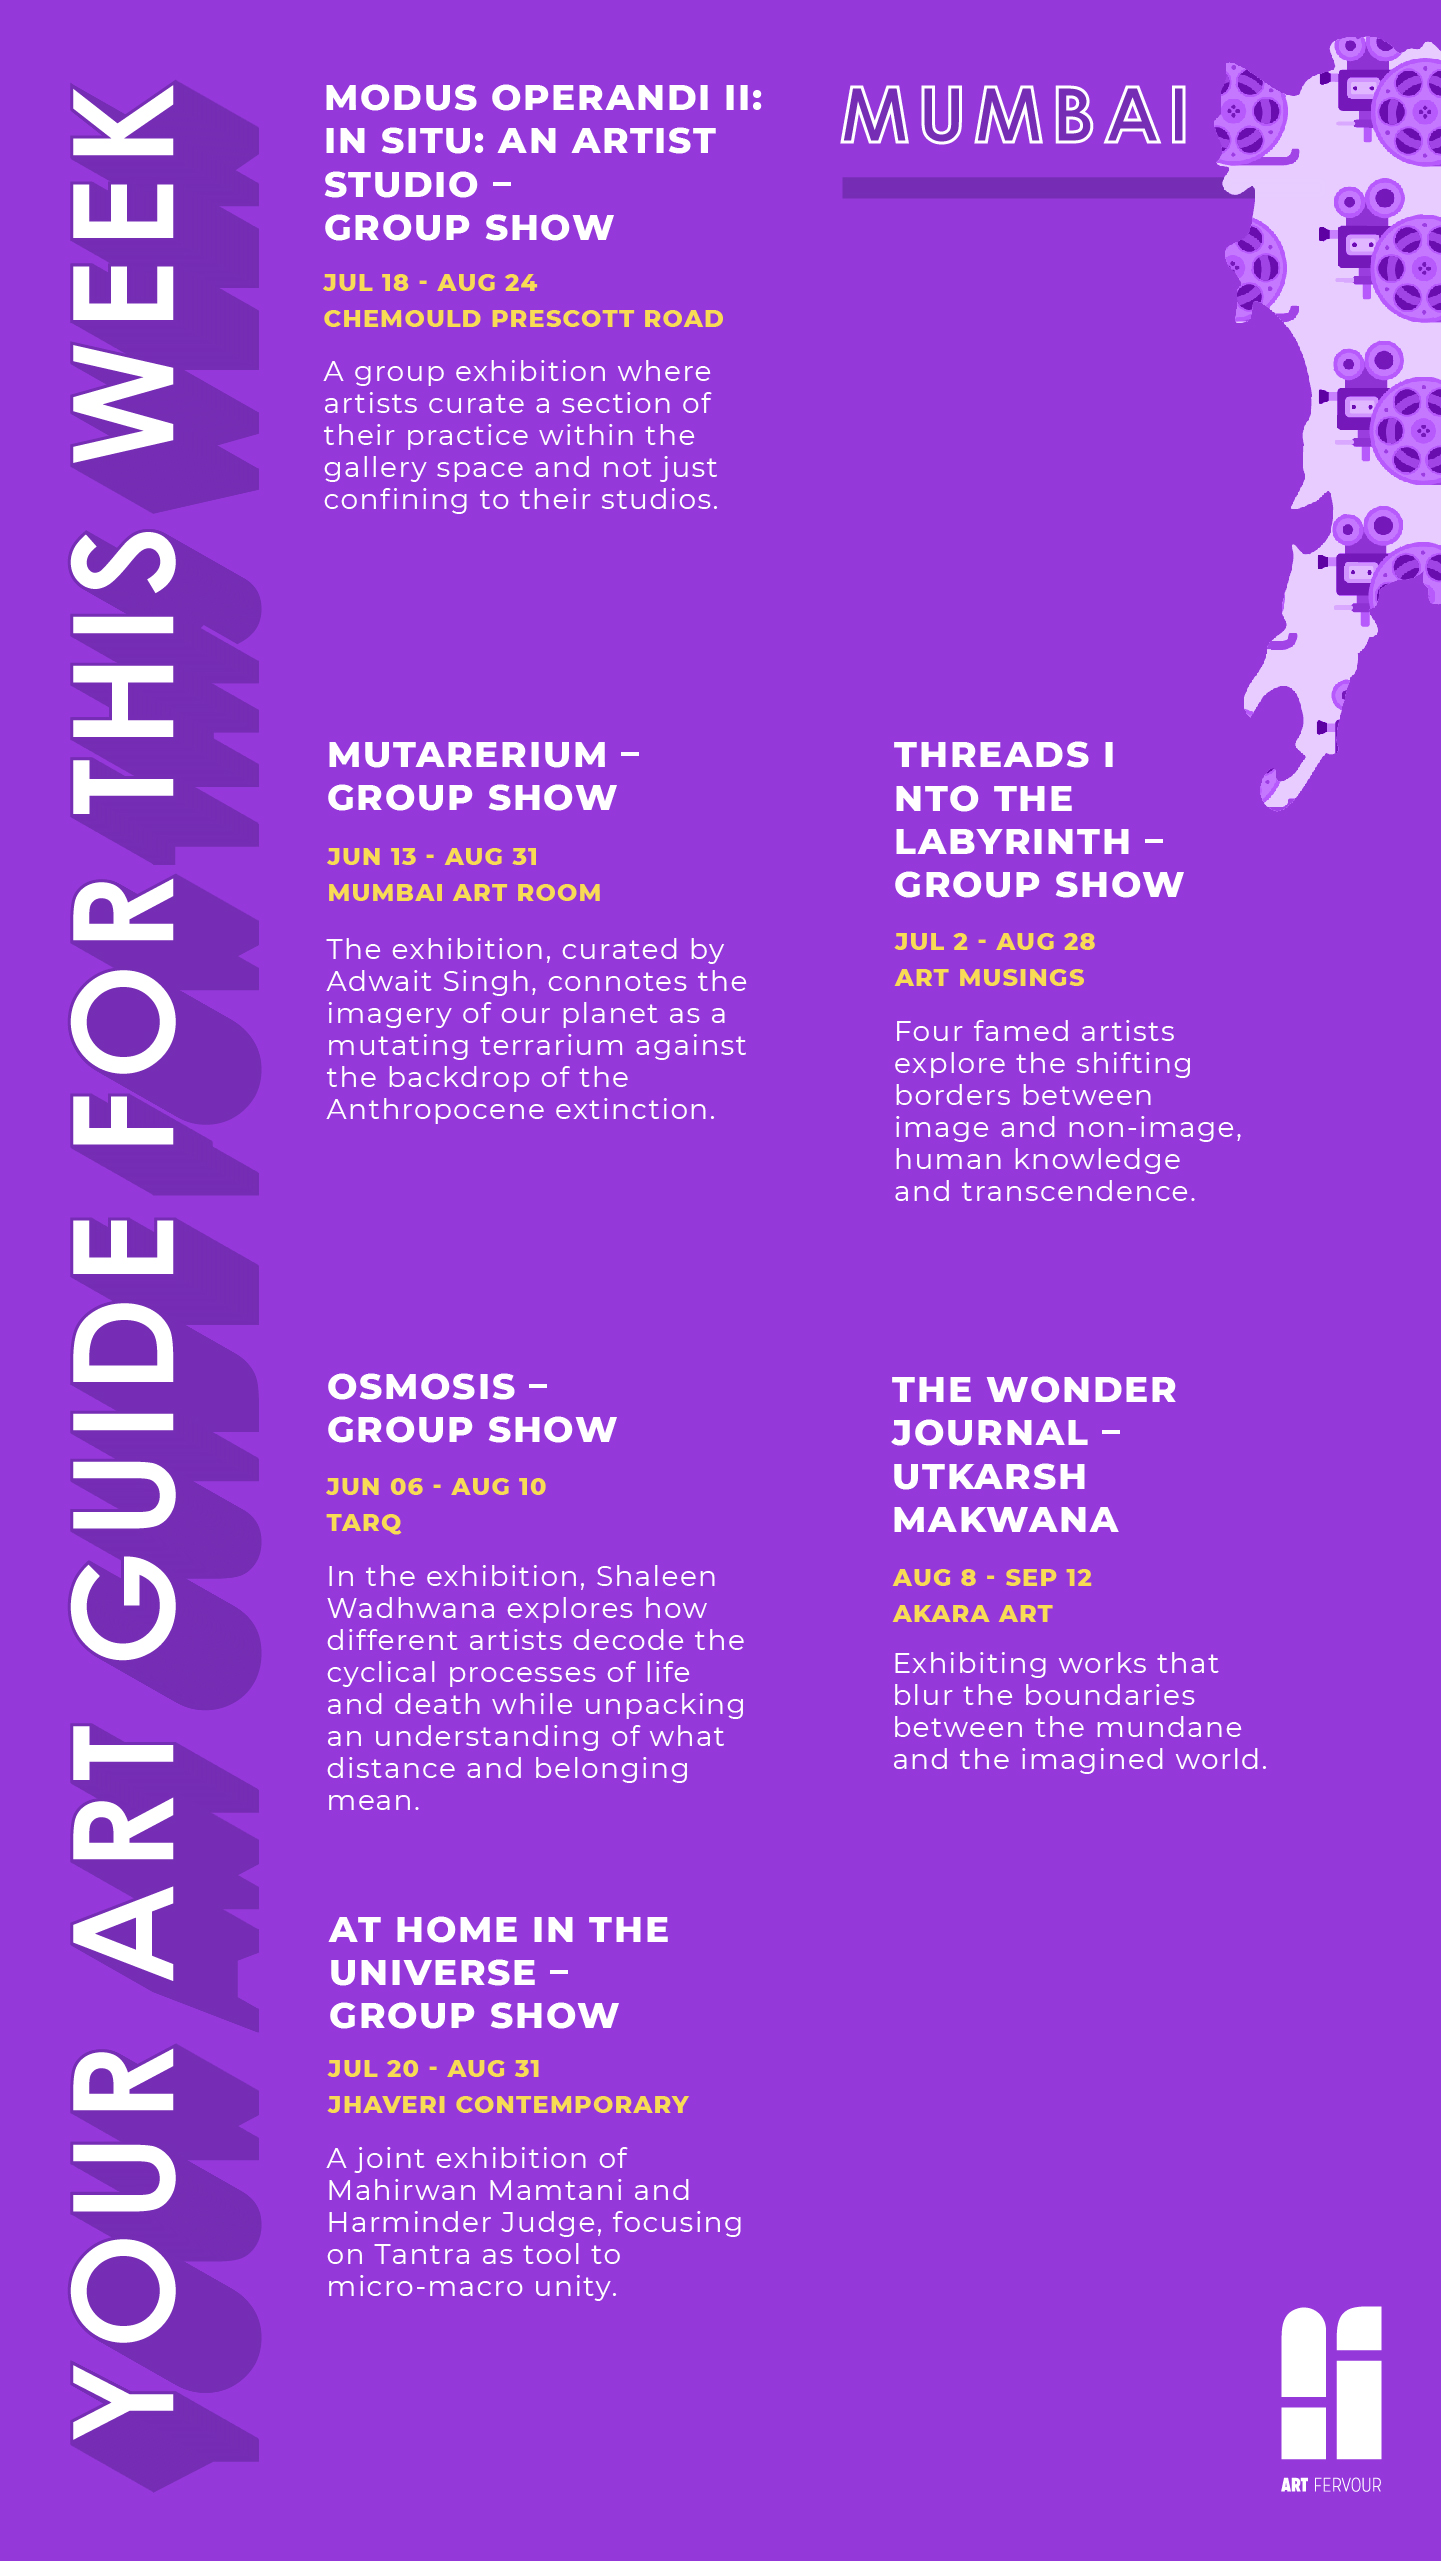 YOUR ART GUIDE FOR THIS WEEK
MUMBAI
MODUS OPERANDI II:
IN SITU: AN ARTIST
STUDIO –
GROUP SHOW
JUL 18 - AUG 24
CHEMOULD PRESCOTT ROAD
A group exhibition where
artists curate a section of
their practice within the
gallery space and not just
confining to their studios.
MUTARERIUM –
GROUP SHOW
JUN 13 - AUG 31
MUMBAI ART ROOM
The exhibition, curated by
Adwait Singh, connotes the
imagery of our planet as a
mutating terrarium against
the backdrop of the
Anthropocene extinction.
THREADS I
NTO THE
LABYRINTH –
GROUP SHOW
JUL 2 - AUG 28
ART MUSINGS
Four famed artists
explore the shifting
borders between
image and non-image,
human knowledge
and transcendence.
OSMOSIS –
GROUP SHOW
JUN 06 - AUG 10
TARQ
In the exhibition, Shaleen
Wadhwana explores how
different artists decode the
cyclical processes of life
and death while unpacking
an understanding of what
distance and belonging
mean.
THE WONDER
JOURNAL –
UTKARSH
MAKWANA
AUG 8 - SEP 12
AKARA ART
Exhibiting works that
blur the boundaries
between the mundane
and the imagined world.
AT HOME IN THE
UNIVERSE –
GROUP SHOW
JUL 20 - AUG 31
JHAVERI CONTEMPORARY
A joint exhibition of
Mahirwan Mamtani and
Harminder Judge, focusing
on Tantra as tool to
micro-macro unity.
ART FERVOUR